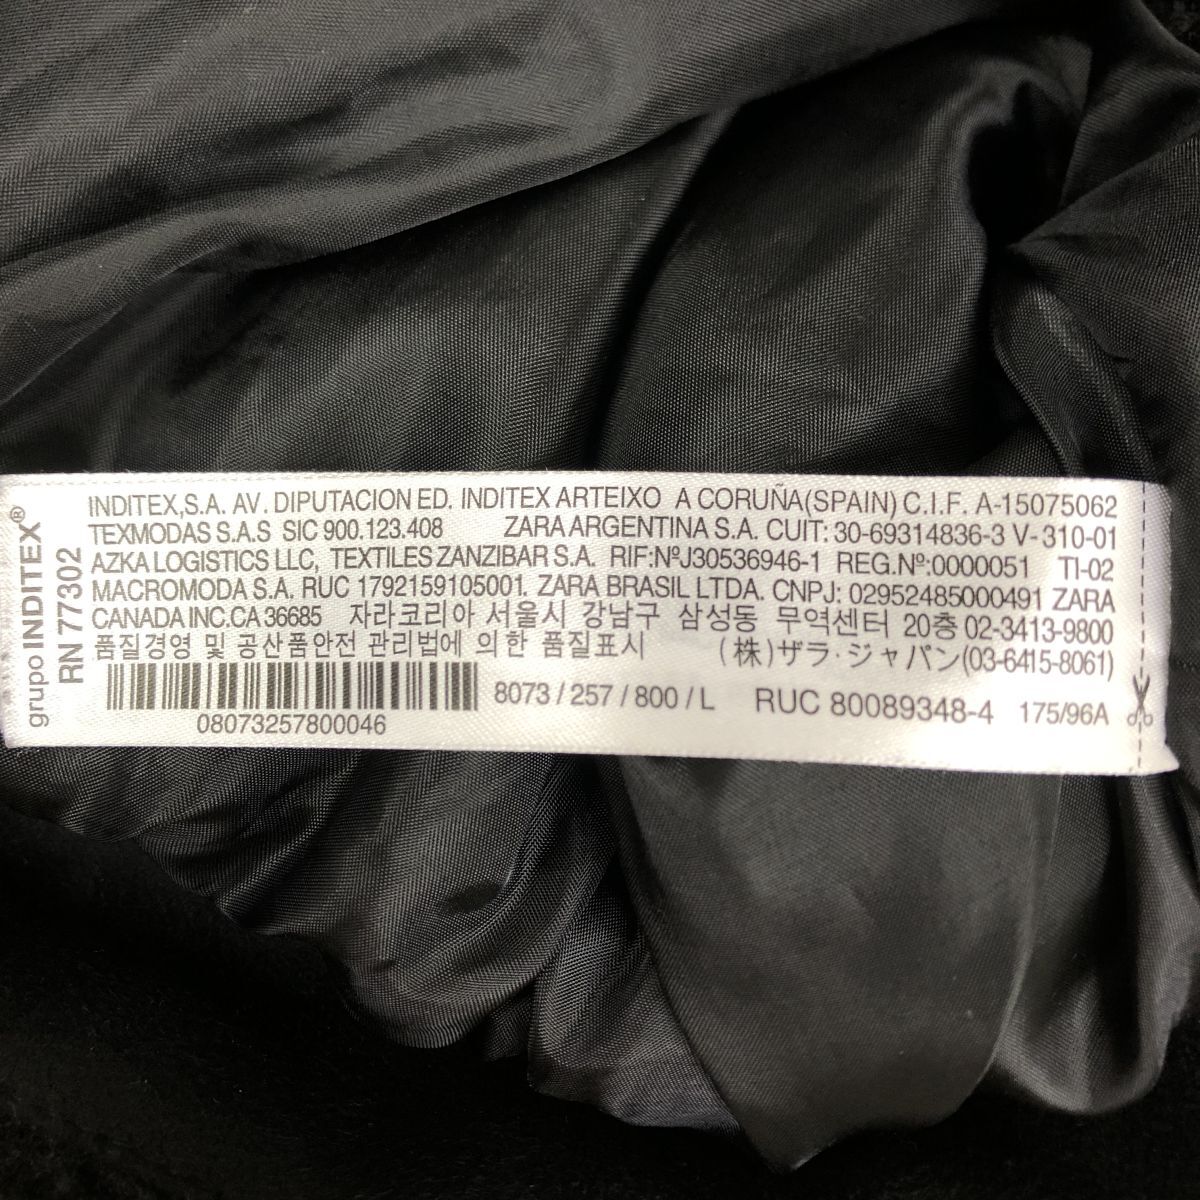 grupo INDITEX®
RN 77302
INDITEX,S.A. AV. DIPUTACION ED. INDITEX ARTEIXO A CORUÑA(SPAIN) C.I.F. A-15075062
TEXMODAS S.A.S SIC 900.123.408 ZARA ARGENTINA S.A. CUIT: 30-69314836-3 V-310-01
AZKA LOGISTICS LLC, TEXTILES ZANZIBAR S.A. RIF:NºJ30536946-1 REG.Nº:0000051 TI-02
MACROMODA S.A. RUC 1792159105001. ZARA BRASIL LTDA. CNPJ: 02952485000491 ZARA
CANADA INC.CA 36685 자라코리아 서울시 강남구 삼성동 무역센터 20층 02-3413-9800
품질경영 및 공산품안전 관리법에 의한 품질표시 (株)ザラ·ジャパン(03-6415-8061)
8073 / 257 / 800 / L RUC 80089348-4 175/96A
08073257800046